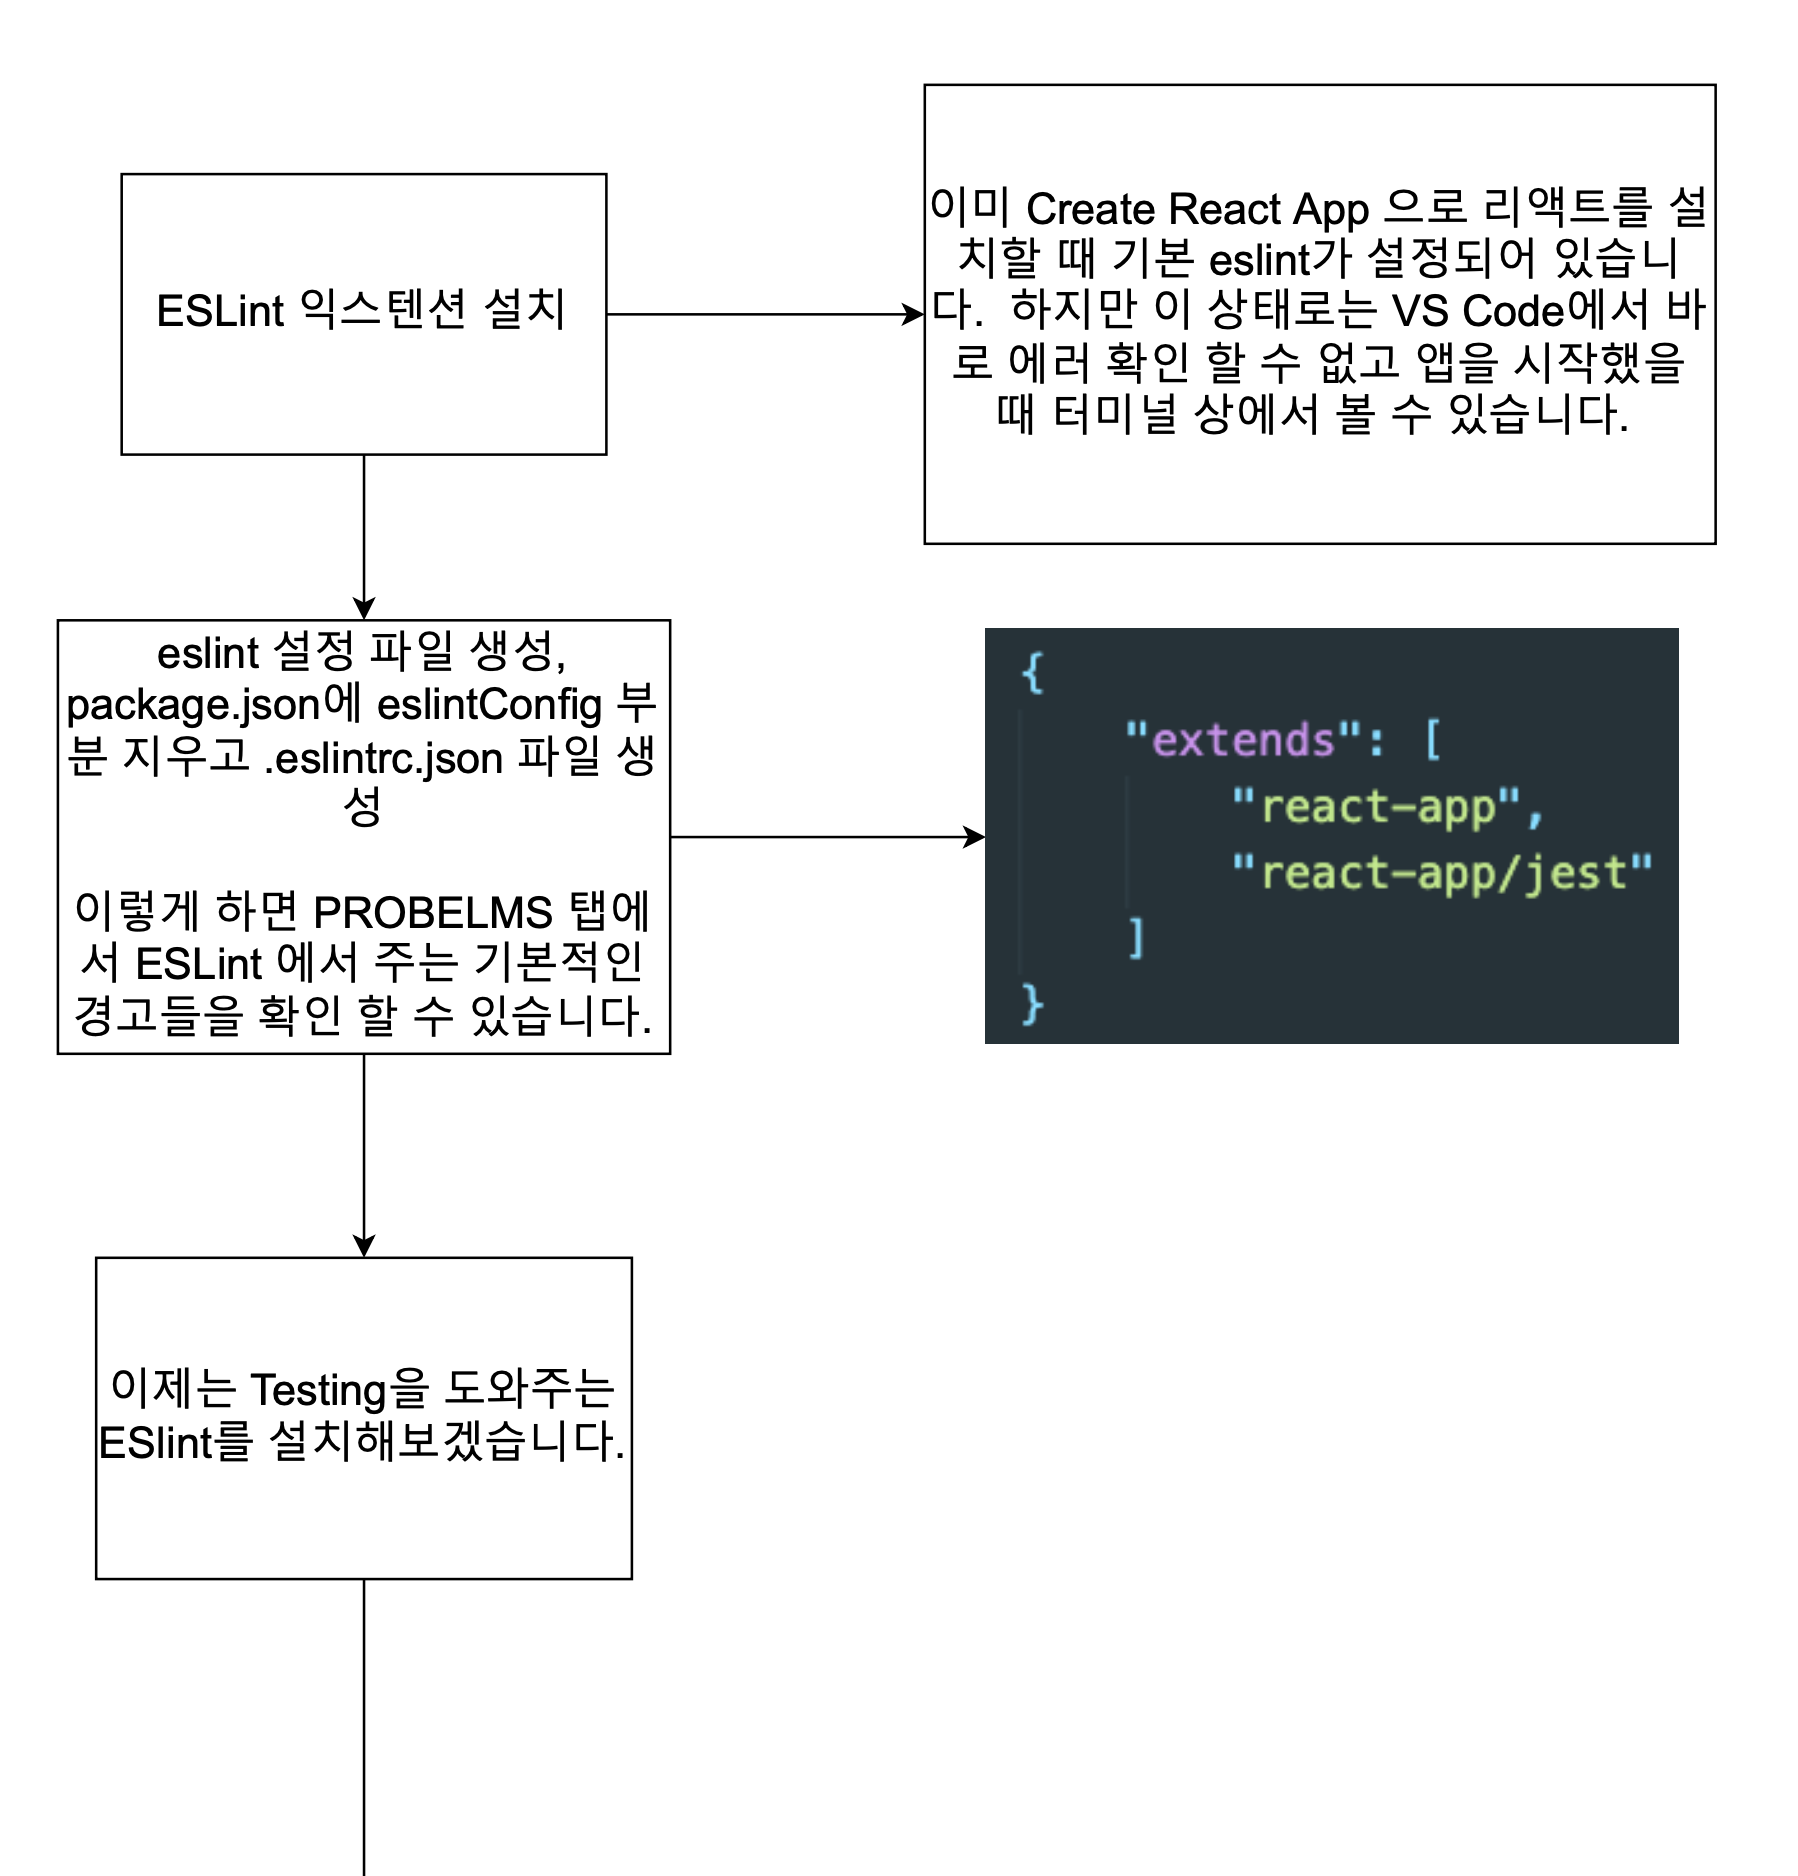 ESLint 익스텐션 설치
이미 Create React App 으로 리액트를 설
치할 때 기본 eslint가 설정되어 있습니
다.  하지만 이 상태로는 VS Code에서 바
로 에러 확인 할 수 없고 앱을 시작했을
때 터미널 상에서 볼 수 있습니다.
eslint 설정 파일 생성,
package.json에 eslintConfig 부
분 지우고 .eslintrc.json 파일 생
성
이렇게 하면 PROBELMS 탭에
서 ESLint 에서 주는 기본적인
경고들을 확인 할 수 있습니다.
{
"extends": [
"react-app",
"react-app/jest"
]
}
이제는 Testing을 도와주는
ESlint를 설치해보겠습니다.